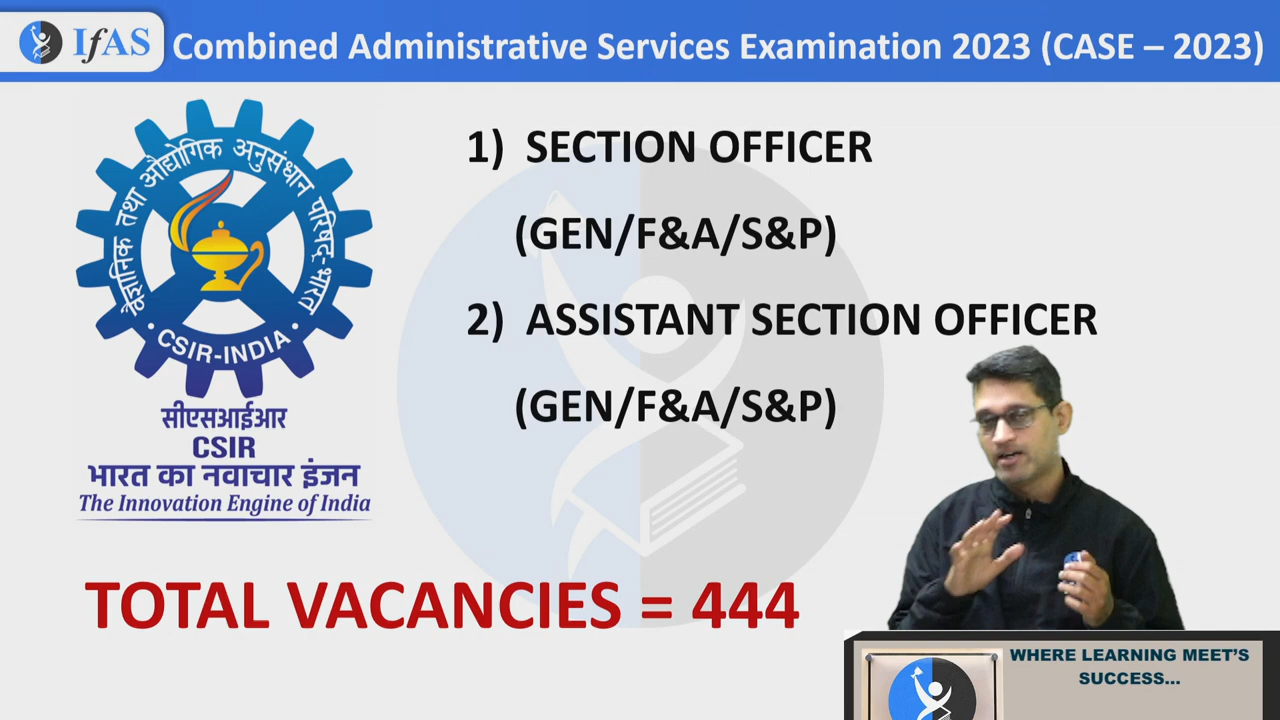 IfAS
Combined Administrative Services Examination 2023 (CASE – 2023)
वैज्ञानिक तथा औद्योगिक अनुसंधान परिषद्-भारत
• CSIR-INDIA •
सीएसआईआर
CSIR
भारत का नवाचार इंजन
The Innovation Engine of India
1) SECTION OFFICER
(GEN/F&A/S&P)
2) ASSISTANT SECTION OFFICER
(GEN/F&A/S&P)
TOTAL VACANCIES = 444
WHERE LEARNING MEET’S
SUCCESS...